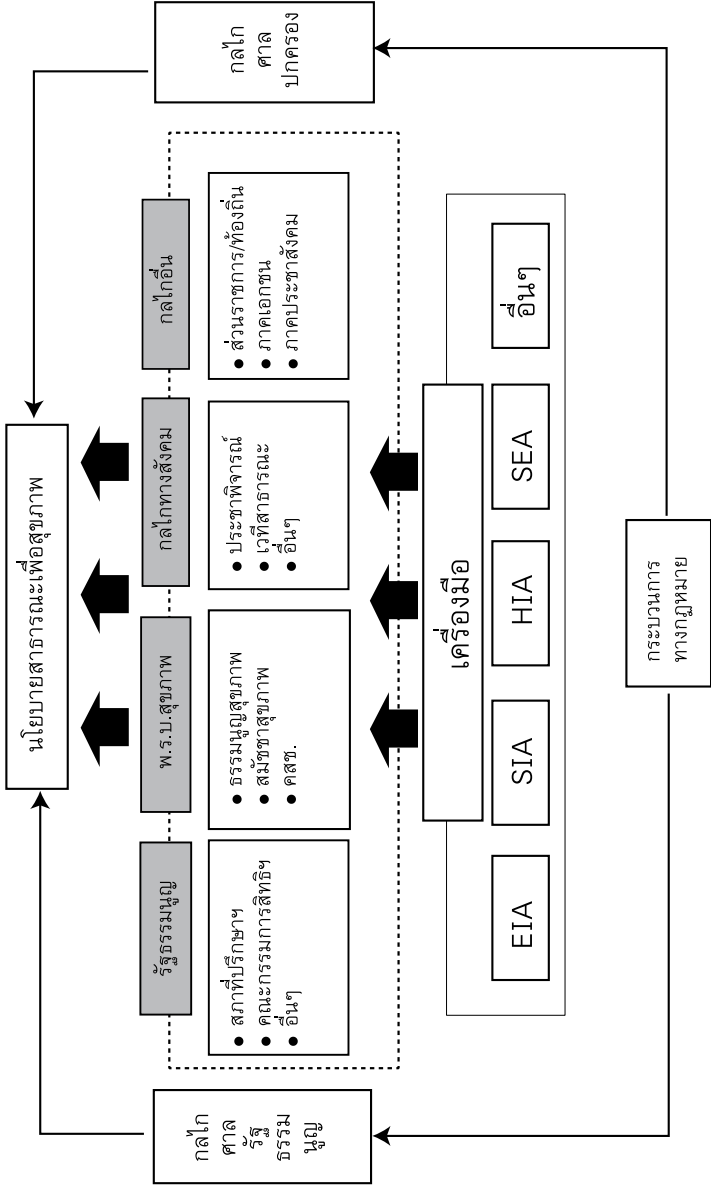 นโยบายสาธารณะเพื่อสุขภาพ
รัฐธรรมนูญ
พ.ร.บ.สุขภาพ
กลไกทางสังคม
กลไกอื่น
● สภาที่ปรึกษาฯ
● คณะกรรมการสิทธิฯ
● อื่นๆ
● ธรรมนูญสุขภาพ
● สมัชชาสุขภาพ
● คสช.
● ประชาพิจารณ์
● เวทีสาธารณะ
● อื่นๆ
● ส่วนราชการ/ท้องถิ่น
● ภาคเอกชน
● ภาคประชาสังคม
กลไก
ศาล
รัฐ
ธรรม
นูญ
กลไก
ศาล
ปกครอง
เครื่องมือ
EIA
SIA
HIA
SEA
อื่นๆ
กระบวนการ
ทางกฎหมาย